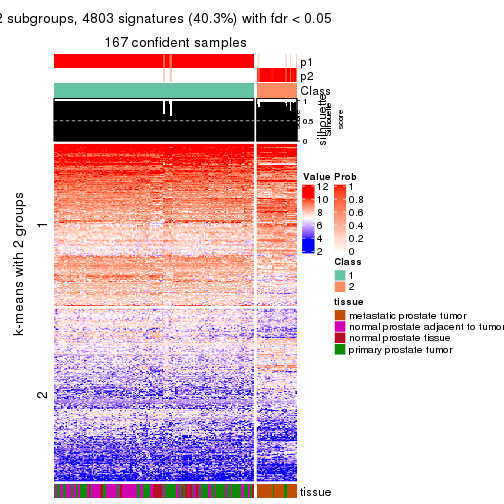 2 subgroups, 4803 signatures (40.3%) with fdr < 0.05
167 confident samples
p1
p2
Class
1
0.5
0
silhouette
score
k-means with 2 groups
1
2
Value
12
10
8
6
4
2
Prob
1
0.8
0.6
0.4
0.2
0
Class
1
2
tissue
metastatic prostate tumor
normal prostate adjacent to tumor
normal prostate tissue
primary prostate tumor
tissue